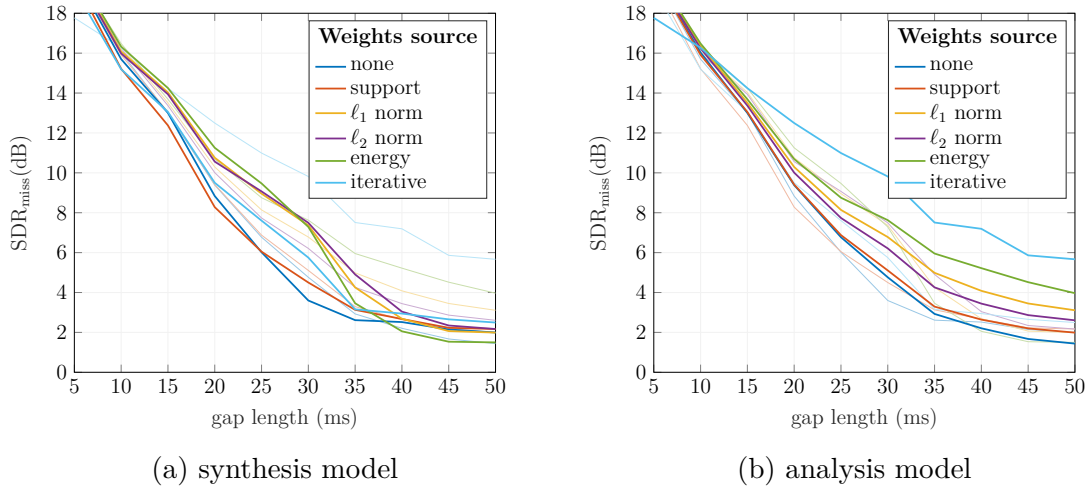 18
16
14
12
10
8
6
4
2
0
SDRmiss(dB)
5 10 15 20 25 30 35 40 45 50
gap length (ms)
Weights source
none
support
ℓ1 norm
ℓ2 norm
energy
iterative
(a) synthesis model
18
16
14
12
10
8
6
4
2
0
SDRmiss(dB)
5 10 15 20 25 30 35 40 45 50
gap length (ms)
Weights source
none
support
ℓ1 norm
ℓ2 norm
energy
iterative
(b) analysis model